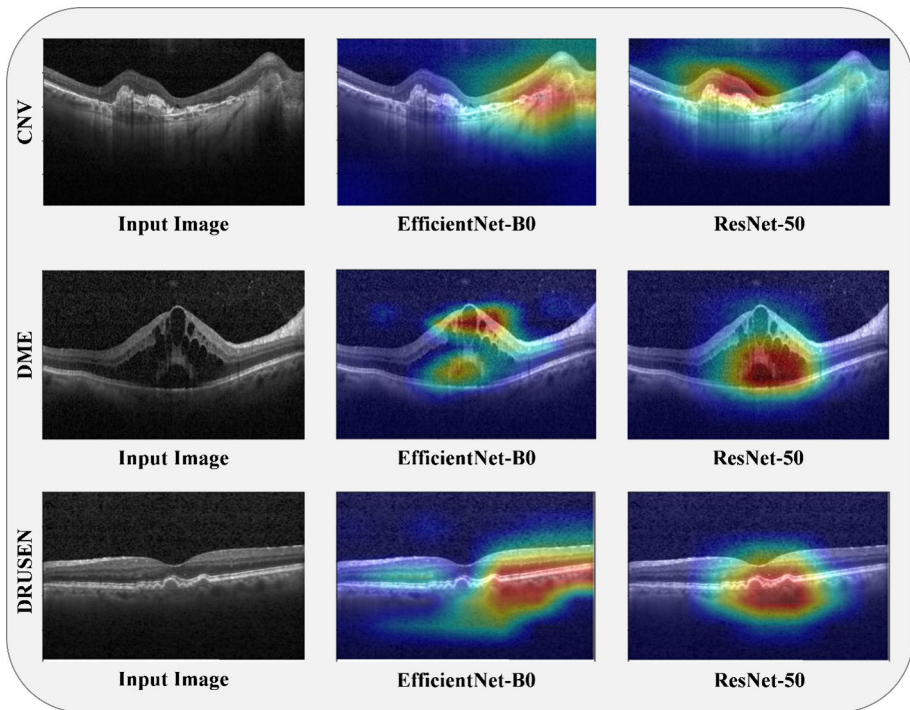 CNV
Input Image
EfficientNet-B0
ResNet-50
DME
Input Image
EfficientNet-B0
ResNet-50
DRUSEN
Input Image
EfficientNet-B0
ResNet-50